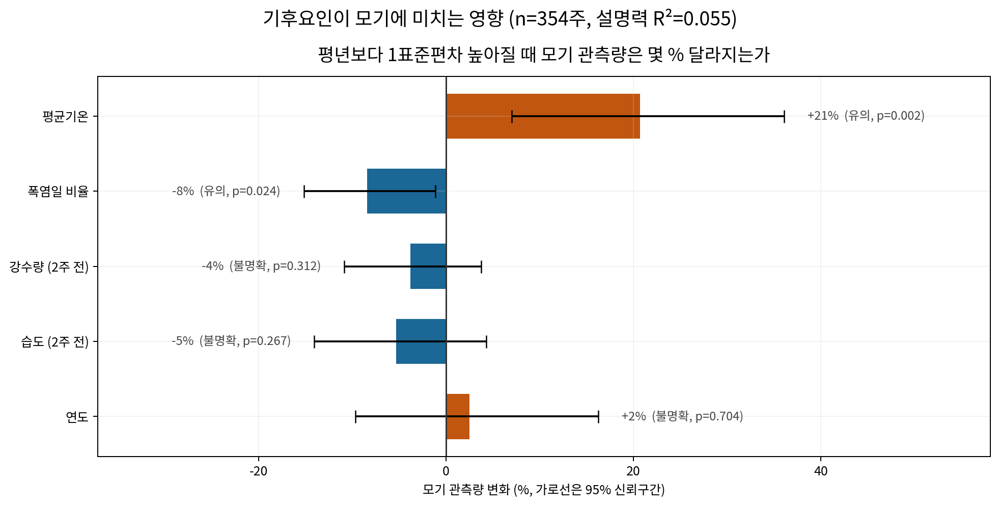 기후요인이 모기에 미치는 영향 (n=354주, 설명력 R²=0.055)
평년보다 1표준편차 높아질 때 모기 관측량은 몇 % 달라지는가
평균기온
+21% (유의, p=0.002)
폭염일 비율
-8% (유의, p=0.024)
강수량 (2주 전)
-4% (불명확, p=0.312)
습도 (2주 전)
-5% (불명확, p=0.267)
연도
+2% (불명확, p=0.704)
-20 0 20 40
모기 관측량 변화 (%, 가로선은 95% 신뢰구간)